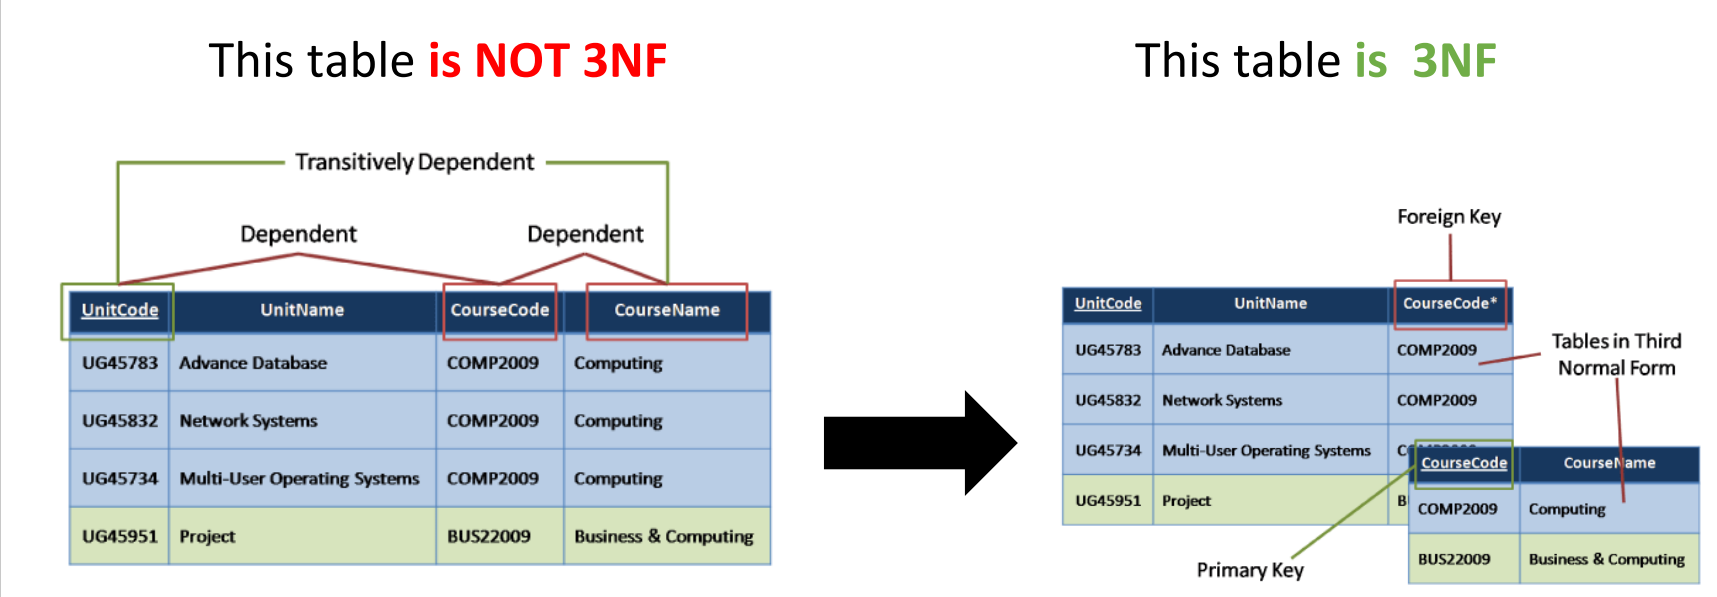 This table is NOT 3NF
This table is  3NF
Transitively Dependent
Dependent
Dependent
UnitCode UnitName CourseCode CourseName
UG45783 Advance Database COMP2009 Computing
UG45832 Network Systems COMP2009 Computing
UG45734 Multi-User Operating Systems COMP2009 Computing
UG45951 Project BUS22009 Business & Computing
Foreign Key
UnitCode UnitName CourseCode*
UG45783 Advance Database COMP2009
UG45832 Network Systems COMP2009
UG45734 Multi-User Operating Systems
UG45951 Project
Tables in Third
Normal Form
CourseCode CourseName
COMP2009 Computing
BUS22009 Business & Computing
Primary Key